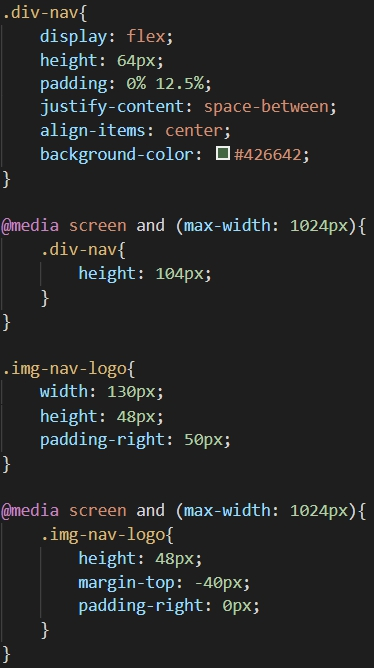 .div-nav{
    display: flex;
    height: 64px;
    padding: 0% 12.5%;
    justify-content: space-between;
    align-items: center;
    background-color: #426642;
}

@media screen and (max-width: 1024px){
    .div-nav{
        height: 104px;
    }
}

.img-nav-logo{
    width: 130px;
    height: 48px;
    padding-right: 50px;
}

@media screen and (max-width: 1024px){
    .img-nav-logo{
        height: 48px;
        margin-top: -40px;
        padding-right: 0px;
    }
}